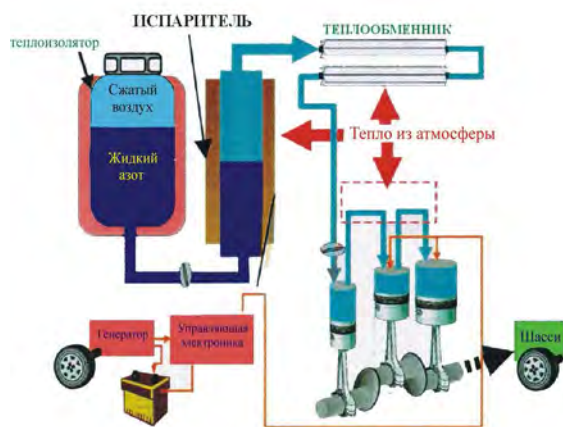 ИСПАРИТЕЛЬ
ТЕПЛООБМЕННИК
теплоизолятор
Сжатый
воздух
Жидкий
азот
Тепло из атмосферы
Генератор
Управляющая
электроника
Шасси